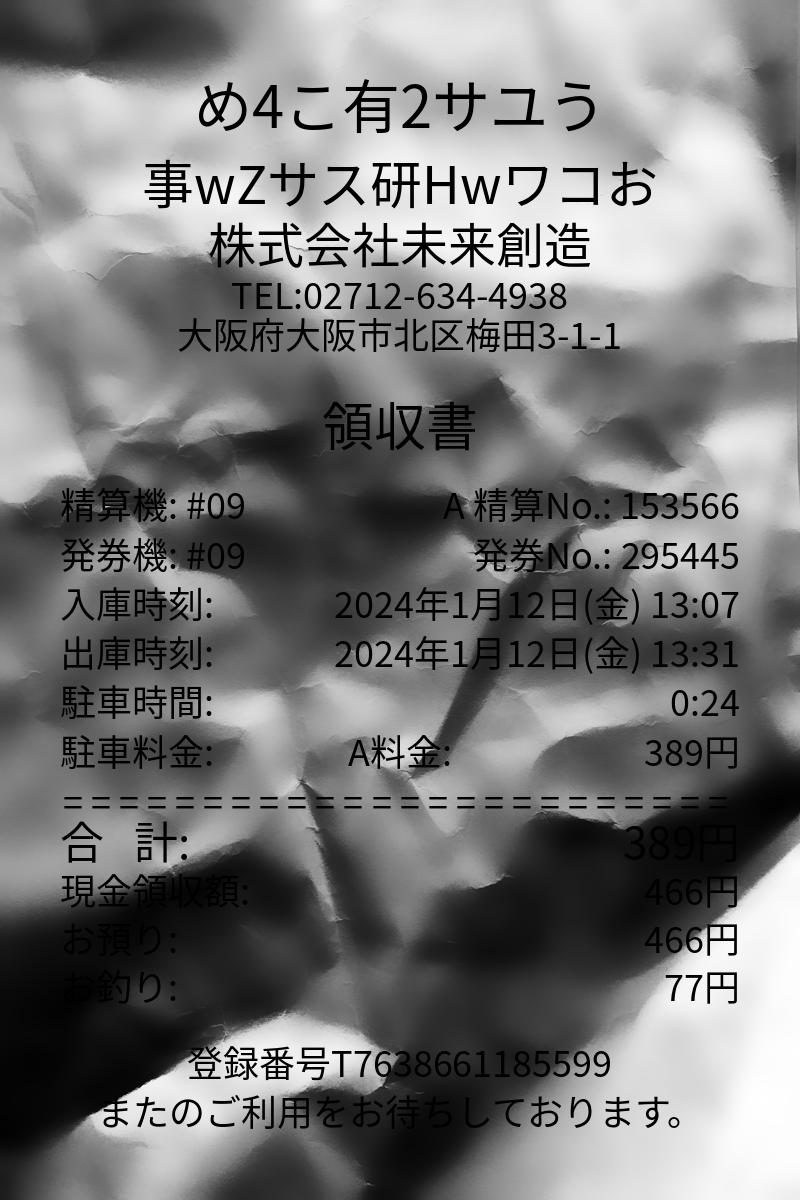 め4こ有2サユう
事wZサス研Hwワコお
株式会社未来創造
TEL:02712-634-4938
大阪府大阪市北区梅田3-1-1
領収書
精算機: #09 A 精算No.: 153566
発券機: #09 発券No.: 295445
入庫時刻: 2024年1月12日(金) 13:07
出庫時刻: 2024年1月12日(金) 13:31
駐車時間: 0:24
駐車料金: A料金: 389円
========================
合 計: 389円
現金領収額: 466円
お預り: 466円
お釣り: 77円
登録番号T7638661185599
またのご利用をお待ちしております。